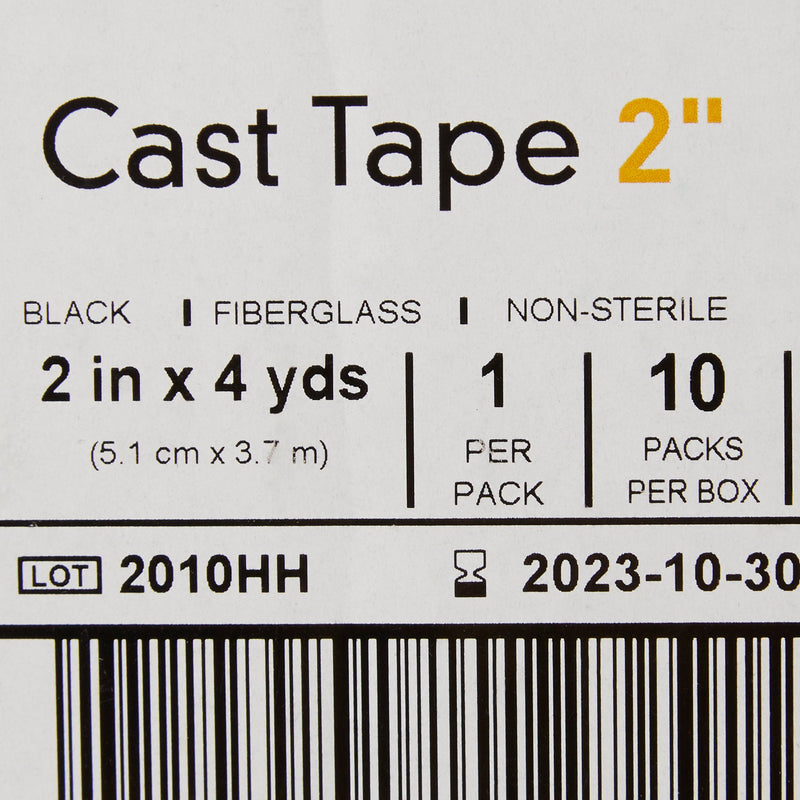 Cast Tape 2"
BLACK | FIBERGLASS | NON-STERILE
2 in x 4 yds
(5.1 cm x 3.7 m)
1
PER
PACK
10
PACKS
PER BOX
LOT 2010HH
2023-10-30